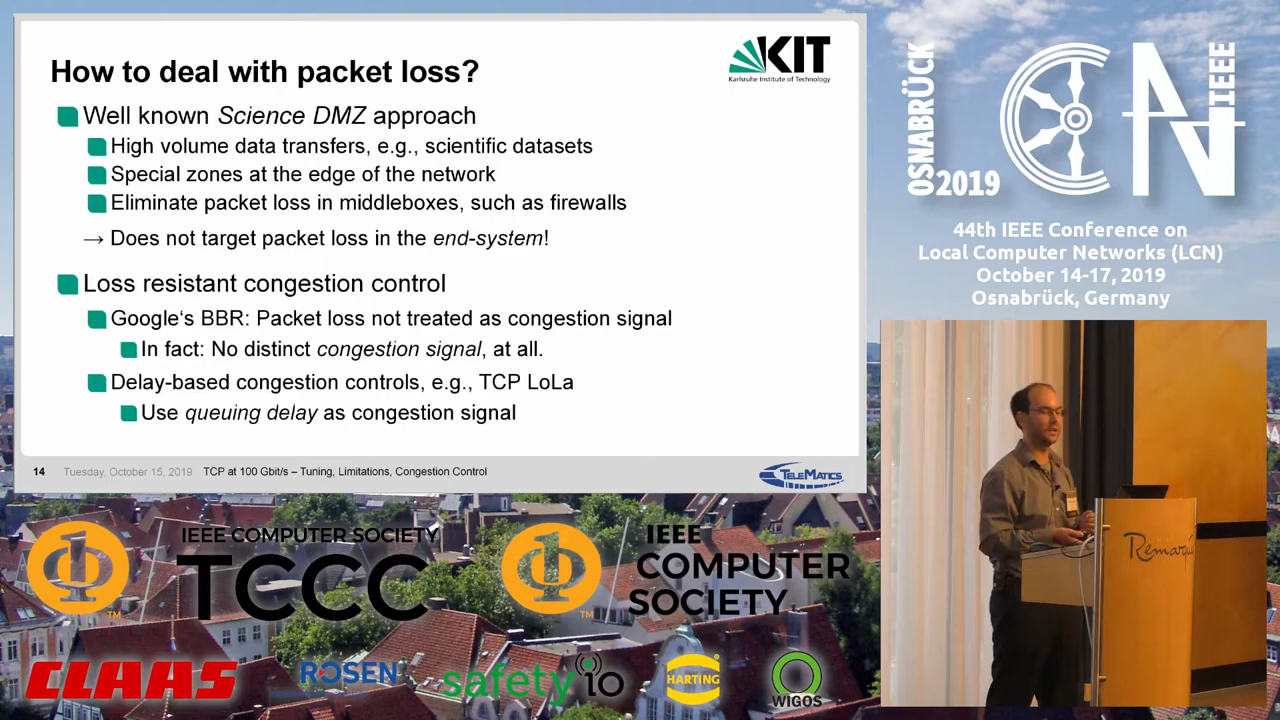 How to deal with packet loss?
KIT
Karlsruhe Institute of Technology
Well known Science DMZ approach
High volume data transfers, e.g., scientific datasets
Special zones at the edge of the network
Eliminate packet loss in middleboxes, such as firewalls
→ Does not target packet loss in the end-system!
Loss resistant congestion control
Google‘s BBR: Packet loss not treated as congestion signal
In fact: No distinct congestion signal, at all.
Delay-based congestion controls, e.g., TCP LoLa
Use queuing delay as congestion signal
14 Tuesday, October 15, 2019 TCP at 100 Gbit/s – Tuning, Limitations, Congestion Control
TELEMATICS
OSNABRÜCK
2019
LCN
IEEE
44th IEEE Conference on
Local Computer Networks (LCN)
October 14-17, 2019
Osnabrück, Germany
Remarque
IEEE COMPUTER SOCIETY
TCCC
TM
IEEE
COMPUTER
SOCIETY
TM
CLAAS
ROSEN
safety io
HARTING
WIGOS